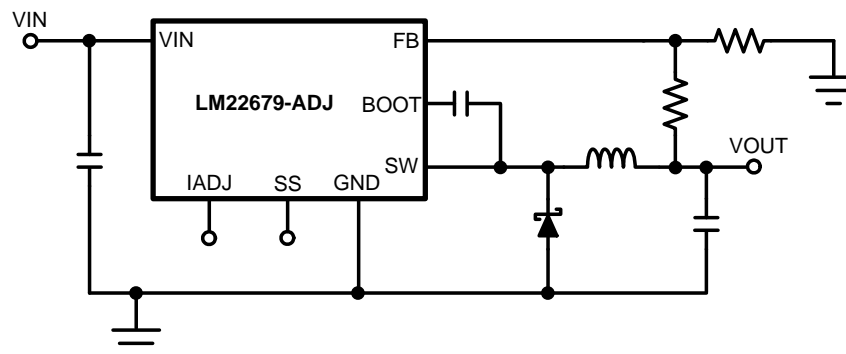 VIN
VIN
FB
LM22679-ADJ
BOOT
VOUT
SW
IADJ
SS
GND